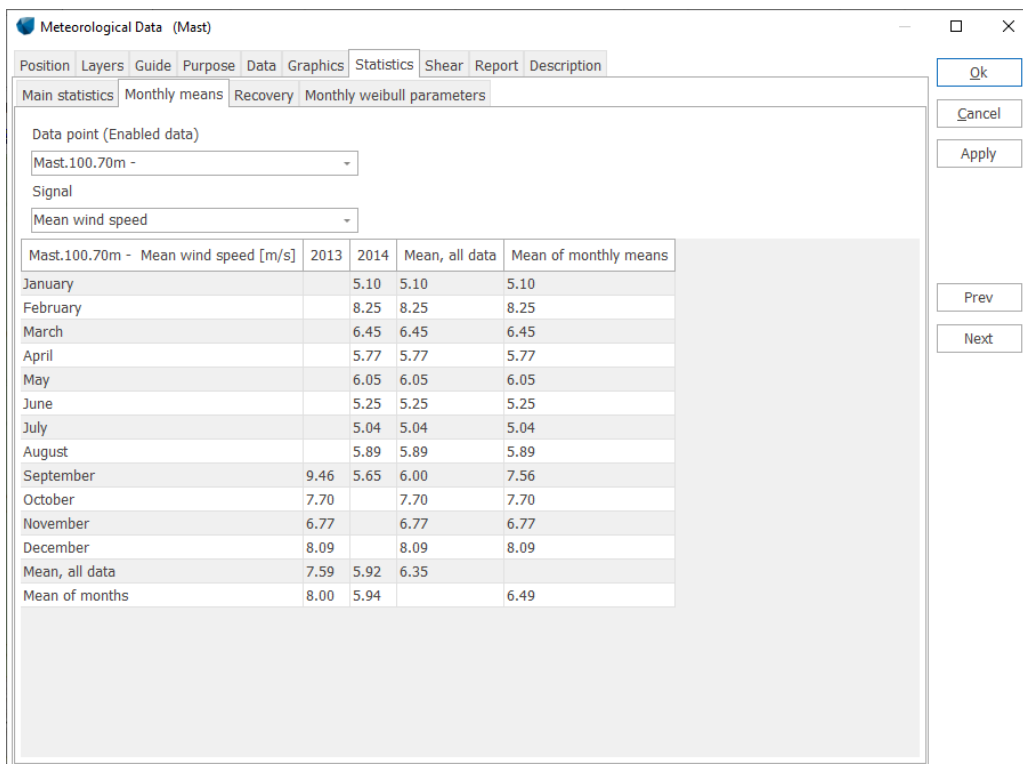 Meteorological Data (Mast)
Position Layers Guide Purpose Data Graphics Statistics Shear Report Description
Main statistics Monthly means Recovery Monthly weibull parameters
Data point (Enabled data)
Mast.100.70m -
Signal
Mean wind speed
Mast.100.70m - Mean wind speed [m/s] 2013 2014 Mean, all data Mean of monthly means
January 5.10 5.10 5.10
February 8.25 8.25 8.25
March 6.45 6.45 6.45
April 5.77 5.77 5.77
May 6.05 6.05 6.05
June 5.25 5.25 5.25
July 5.04 5.04 5.04
August 5.89 5.89 5.89
September 9.46 5.65 6.00 7.56
October 7.70 7.70 7.70
November 6.77 6.77 6.77
December 8.09 8.09 8.09
Mean, all data 7.59 5.92 6.35
Mean of months 8.00 5.94 6.49
Ok
Cancel
Apply
Prev
Next